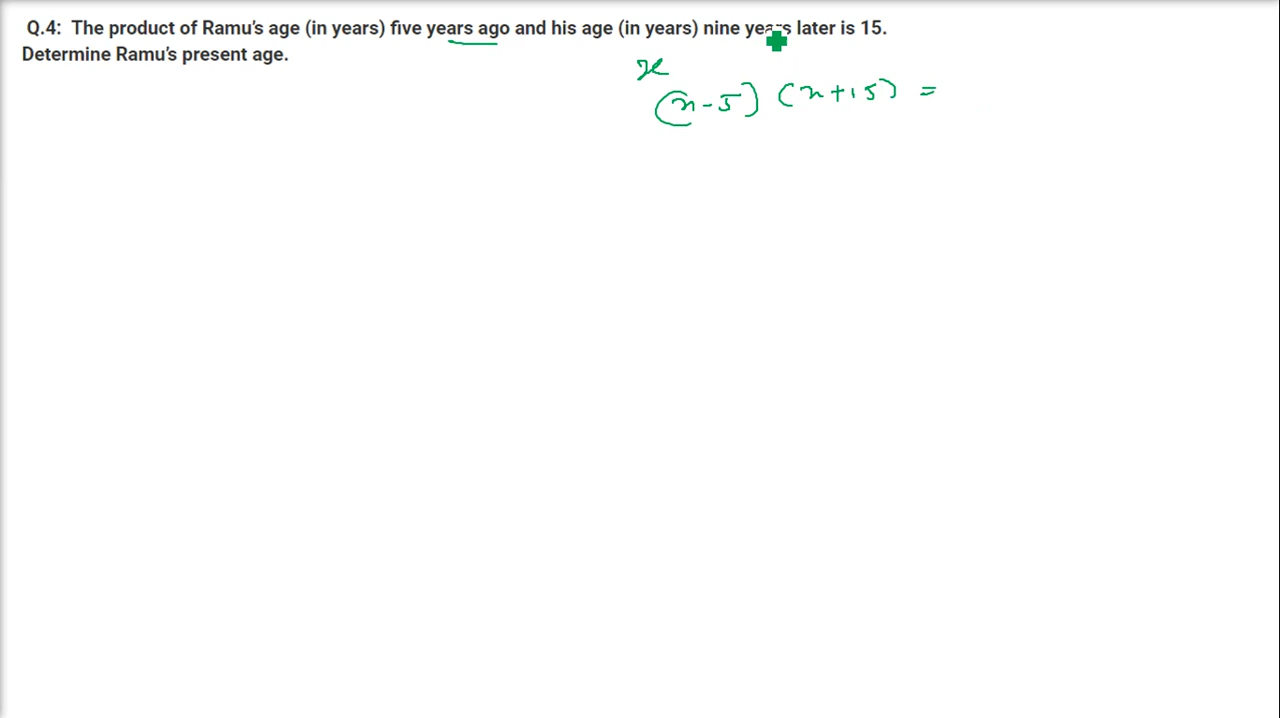 Q.4: The product of Ramu's age (in years) five years ago and his age (in years) nine years later is 15.
Determine Ramu's present age.
x
(x-5) (x+15) =